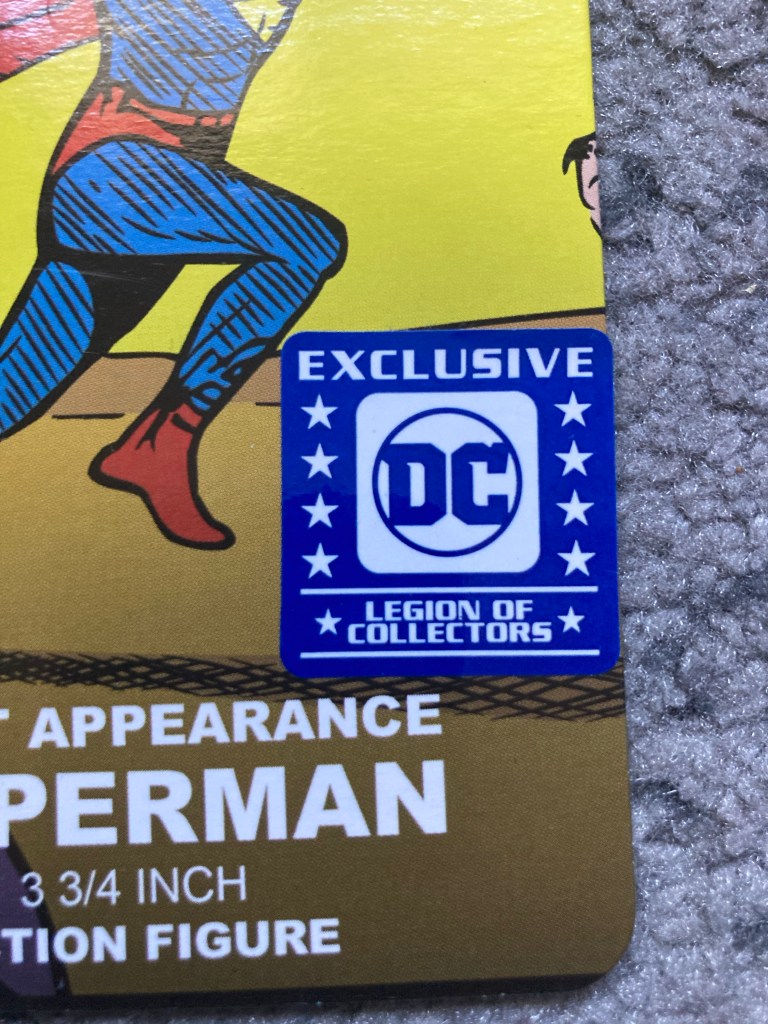 EXCLUSIVE
DC
LEGION OF
COLLECTORS
T APPEARANCE
PERMAN
3 3/4 INCH
TION FIGURE